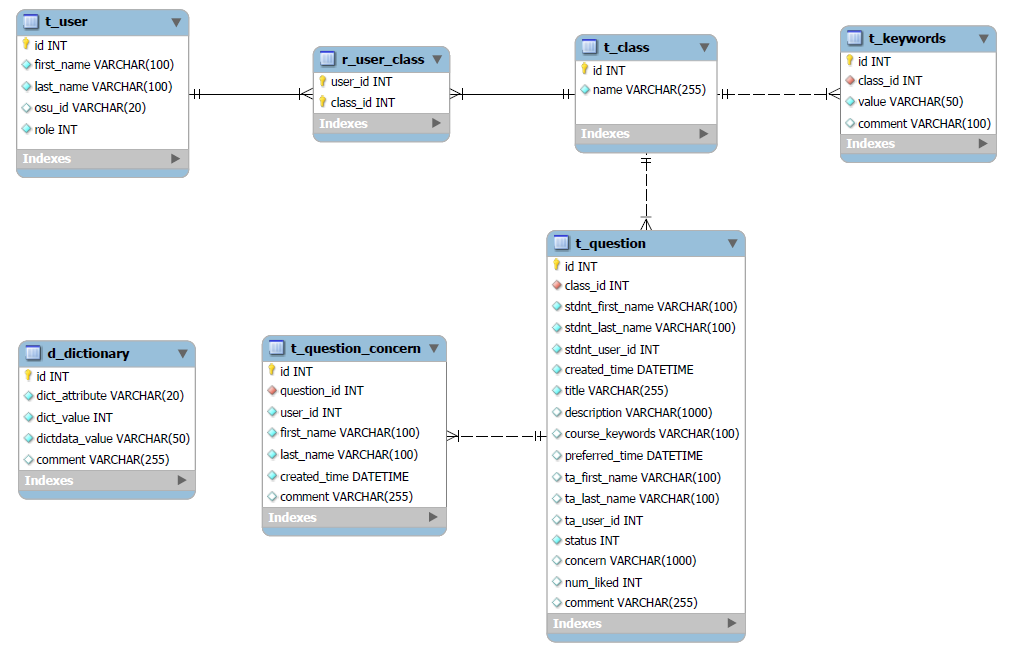 t_user
id INT
first_name VARCHAR(100)
last_name VARCHAR(100)
osu_id VARCHAR(20)
role INT
Indexes
r_user_class
user_id INT
class_id INT
Indexes
t_class
id INT
name VARCHAR(255)
Indexes
t_keywords
id INT
class_id INT
value VARCHAR(50)
comment VARCHAR(100)
Indexes
d_dictionary
id INT
dict_attribute VARCHAR(20)
dict_value INT
dictdata_value VARCHAR(50)
comment VARCHAR(255)
Indexes
t_question_concern
id INT
question_id INT
user_id INT
first_name VARCHAR(100)
last_name VARCHAR(100)
created_time DATETIME
comment VARCHAR(255)
Indexes
t_question
id INT
class_id INT
stdnt_first_name VARCHAR(100)
stdnt_last_name VARCHAR(100)
stdnt_user_id INT
created_time DATETIME
title VARCHAR(255)
description VARCHAR(1000)
course_keywords VARCHAR(100)
preferred_time DATETIME
ta_first_name VARCHAR(100)
ta_last_name VARCHAR(100)
ta_user_id INT
status INT
concern VARCHAR(1000)
num_liked INT
comment VARCHAR(255)
Indexes